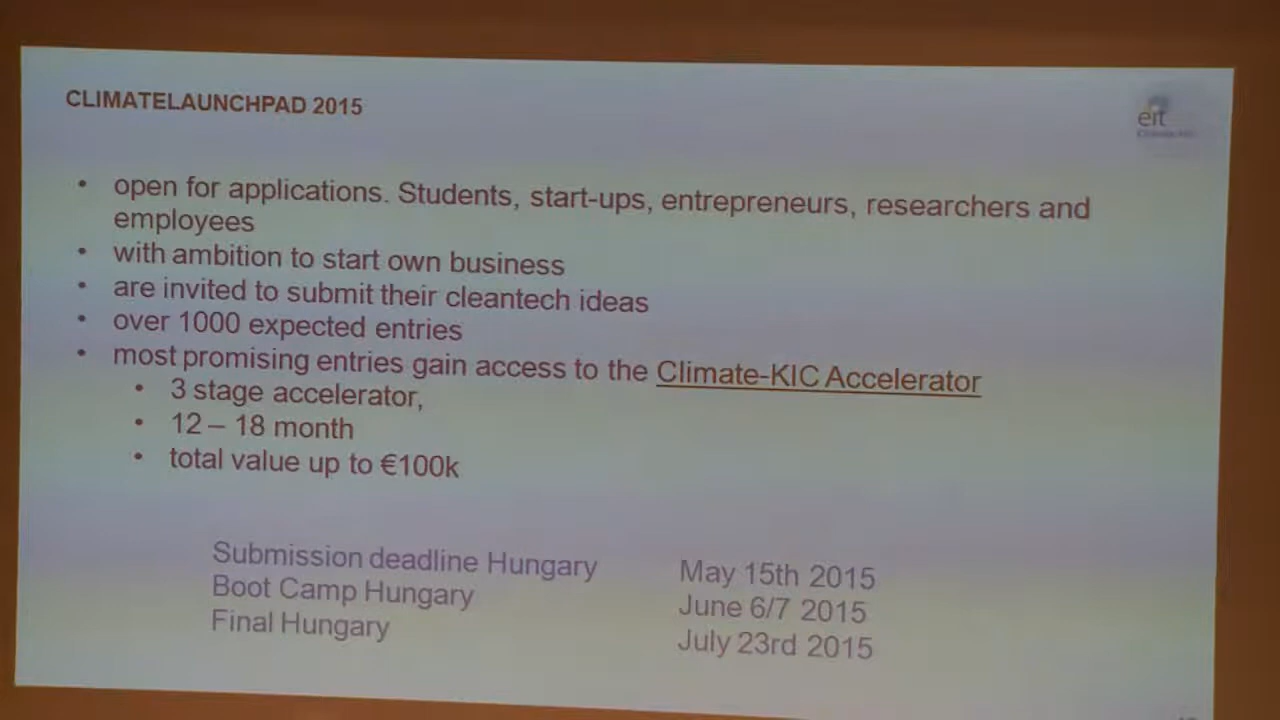 CLIMATELAUNCHPAD 2015
eit
• open for applications. Students, start-ups, entrepreneurs, researchers and
employees
• with ambition to start own business
• are invited to submit their cleantech ideas
• over 1000 expected entries
• most promising entries gain access to the Climate-KIC Accelerator
• 3 stage accelerator,
• 12 – 18 month
• total value up to €100k
Submission deadline Hungary May 15th 2015
Boot Camp Hungary June 6/7 2015
Final Hungary July 23rd 2015